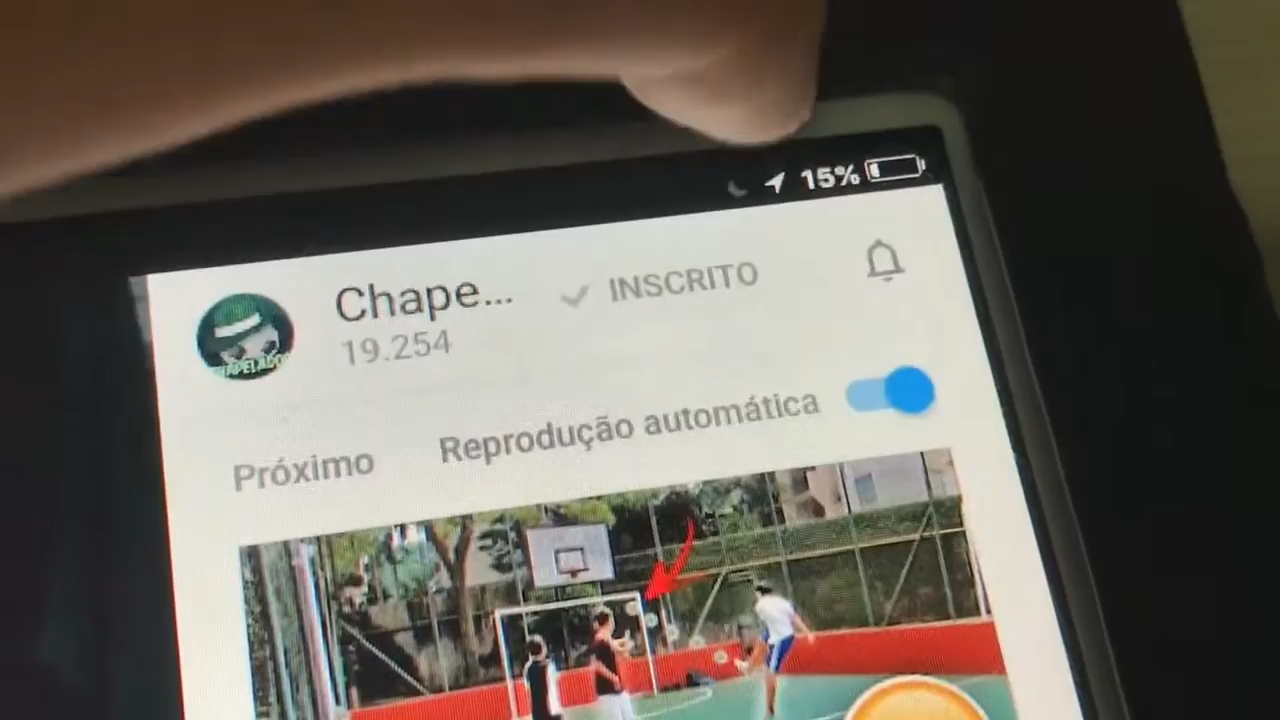 15%
Chape...
INSCRITO
19.254
Reprodução automática
Próximo